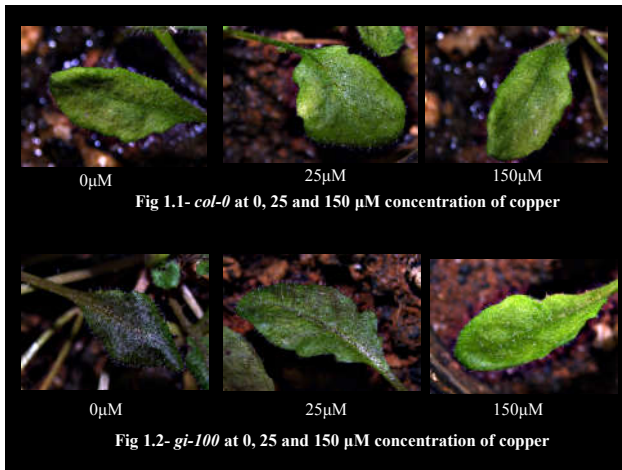 0μM
25μM
150μM
Fig 1.1- col-0 at 0, 25 and 150 μM concentration of copper
0μM
25μM
150μM
Fig 1.2- gi-100 at 0, 25 and 150 μM concentration of copper